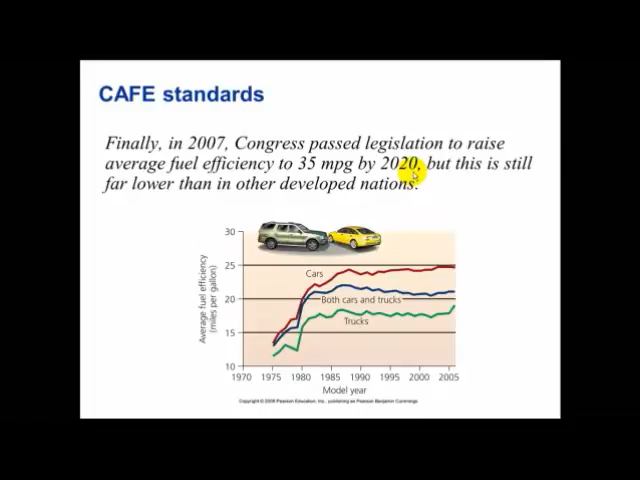 CAFE standards
Finally, in 2007, Congress passed legislation to raise
average fuel efficiency to 35 mpg by 2020, but this is still
far lower than in other developed nations.
30
25
20
15
10
Average fuel efficiency
(miles per gallon)
Cars
Both cars and trucks
Trucks
1970 1975 1980 1985 1990 1995 2000 2005
Model year
Copyright © 2008 Pearson Education, Inc., publishing as Pearson Benjamin Cummings